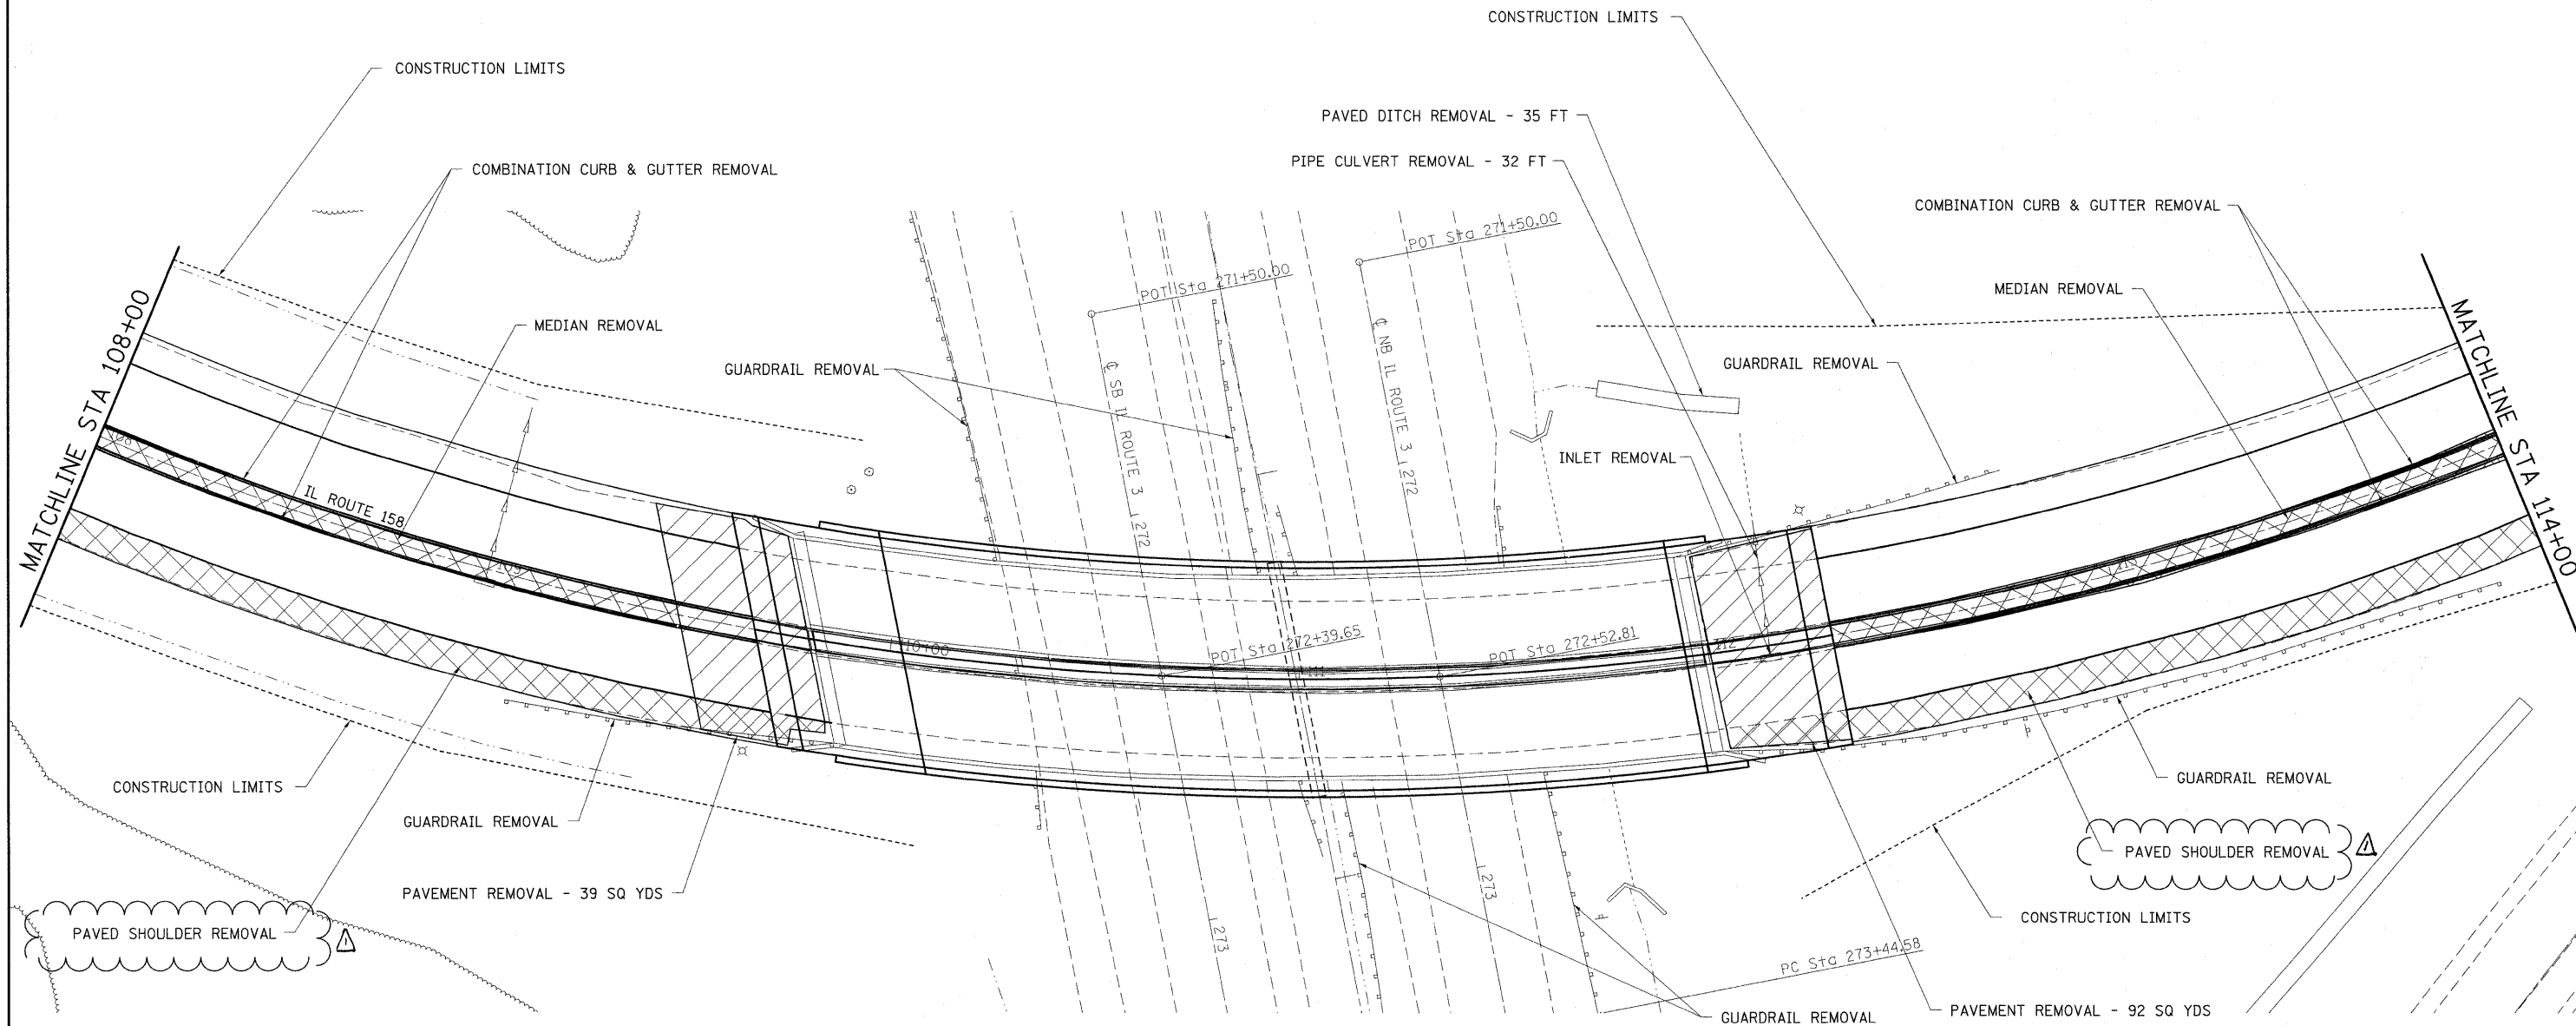 CONSTRUCTION LIMITS
CONSTRUCTION LIMITS
PAVED DITCH REMOVAL - 35 FT
PIPE CULVERT REMOVAL - 32 FT
COMBINATION CURB & GUTTER REMOVAL
COMBINATION CURB & GUTTER REMOVAL
POT Sta 271+50.00
POT Sta 271+50.00
MEDIAN REMOVAL
MEDIAN REMOVAL
MATCHLINE STA 108+00
MATCHLINE STA 114+00
GUARDRAIL REMOVAL
GUARDRAIL REMOVAL
℄ SB IL ROUTE 3
272
℄ NB IL ROUTE 3
272
INLET REMOVAL
IL ROUTE 158
109
POT Sta 272+39.65
POT Sta 272+52.81
111
112
CONSTRUCTION LIMITS
GUARDRAIL REMOVAL
GUARDRAIL REMOVAL
PAVED SHOULDER REMOVAL
1
PAVEMENT REMOVAL - 39 SQ YDS
273
273
CONSTRUCTION LIMITS
PAVED SHOULDER REMOVAL
1
PC Sta 273+44.58
PAVEMENT REMOVAL - 92 SQ YDS
GUARDRAIL REMOVAL